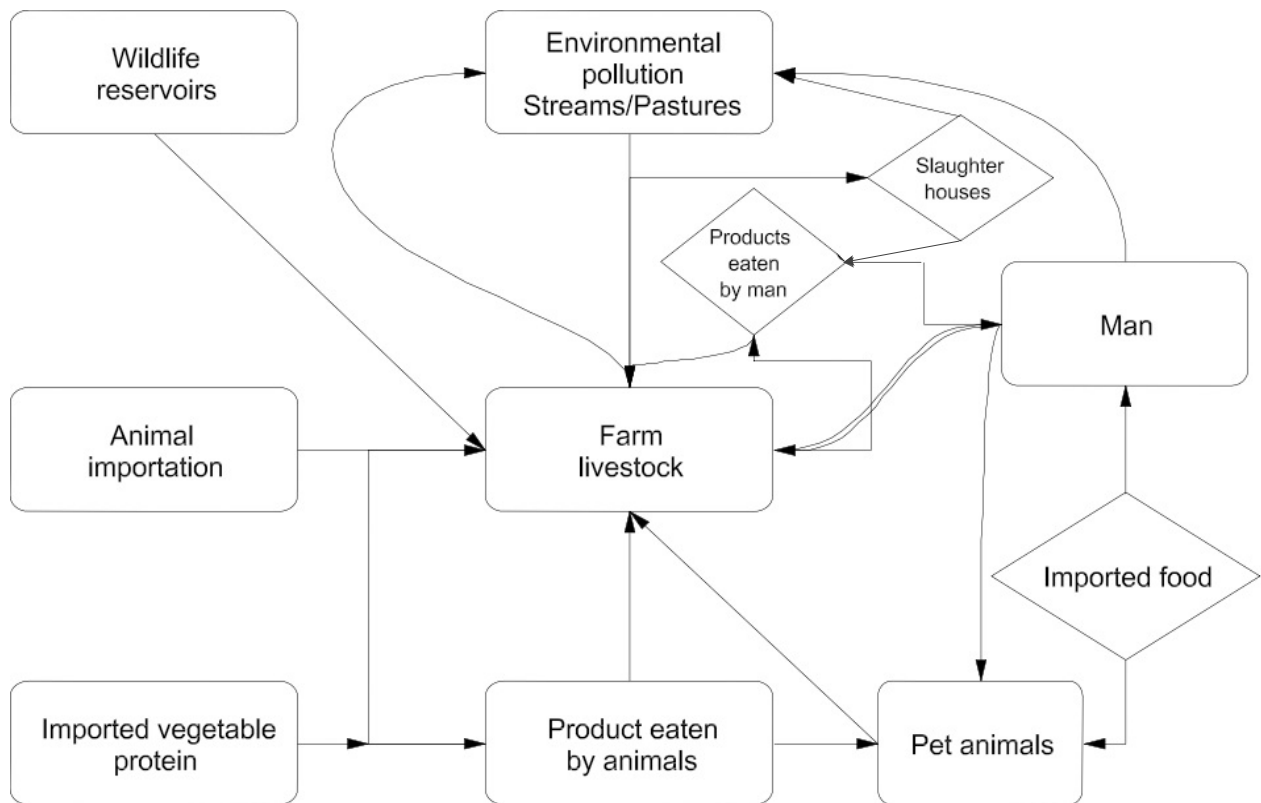 Wildlife
reservoirs
Environmental
pollution
Streams/Pastures
Slaughter
houses
Products
eaten
by man
Man
Animal
importation
Farm
livestock
Imported food
Imported vegetable
protein
Product eaten
by animals
Pet animals